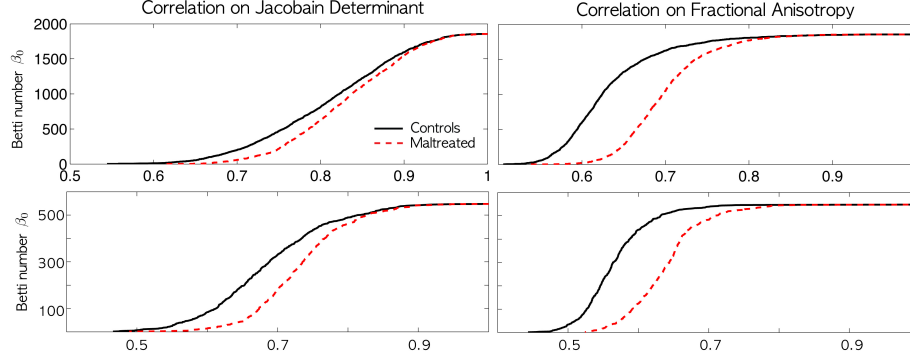 Correlation on Jacobain Determinant
Correlation on Fractional Anisotropy
Betti number β₀
2000
1500
1000
500
0
Controls
Maltreated
0.5 0.6 0.7 0.8 0.9 1
0.6 0.7 0.8 0.9
Betti number β₀
500
300
100
0.5 0.7 0.9
0.5 0.7 0.9